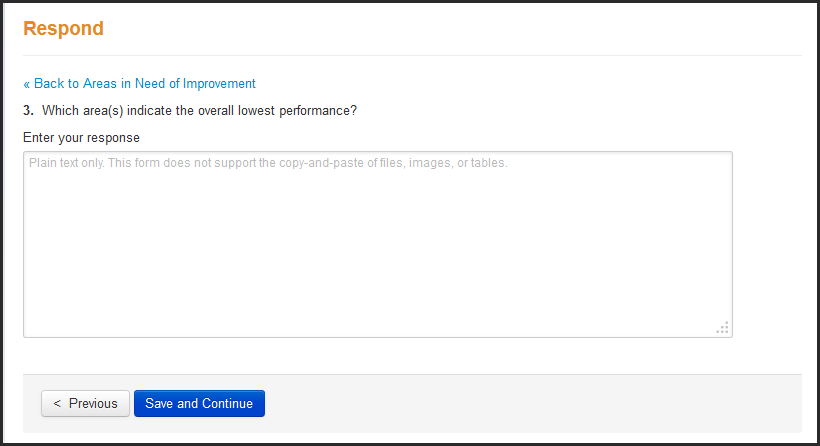 Respond
« Back to Areas in Need of Improvement
3. Which area(s) indicate the overall lowest performance?
Enter your response
Plain text only. This form does not support the copy-and-paste of files, images, or tables.
< Previous Save and Continue